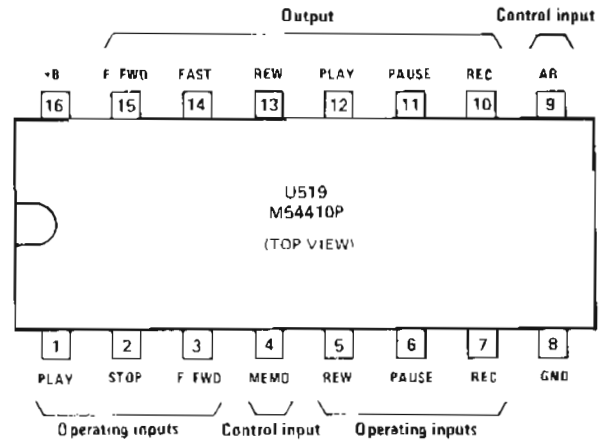 Output Control input
+B F FWD FAST REW PLAY PAUSE REC AR
16 15 14 13 12 11 10 9
U519
M54410P
(TOP VIEW)
1 2 3 4 5 6 7 8
PLAY STOP F FWD MEMO REW PAUSE REC GND
Operating inputs Control input Operating inputs